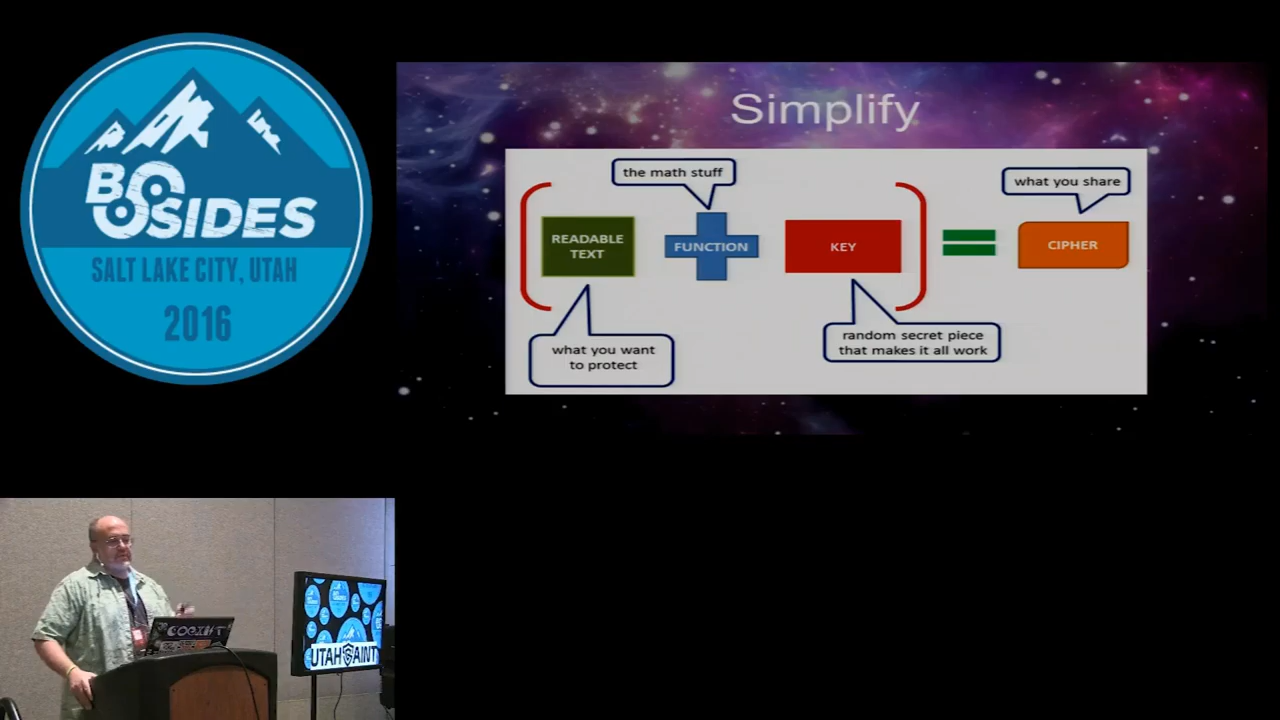 BSIDES
SALT LAKE CITY, UTAH
2016
Simplify
the math stuff
what you share
READABLE
TEXT
FUNCTION
KEY
CIPHER
what you want
to protect
random secret piece
that makes it all work
BSIDES
UTAH SAINT